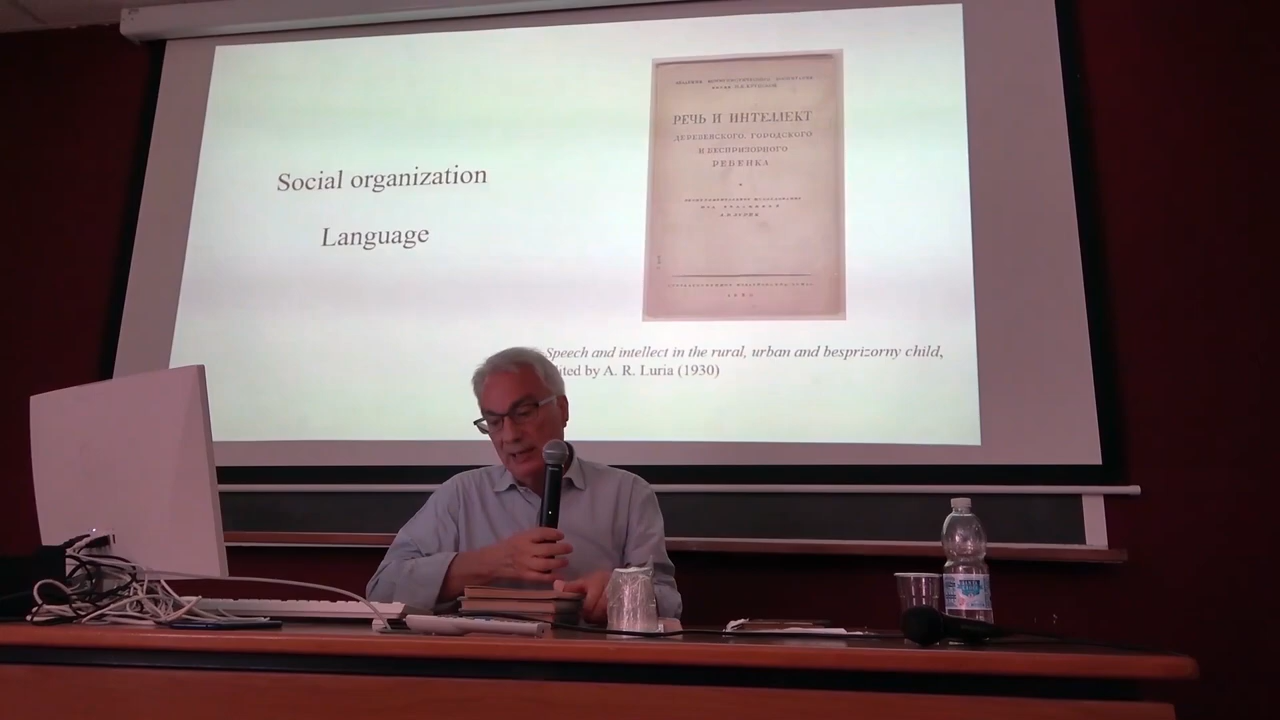 Social organization
Language
РЕЧЬ И ИНТЕЛЛЕКТ
ДЕРЕВЕНСКОГО, ГОРОДСКОГО
И БЕСПРИЗОРНОГО
РЕБЕНКА
1930
Speech and intellect in the rural, urban and besprizorny child,
ited by A. R. Luria (1930)